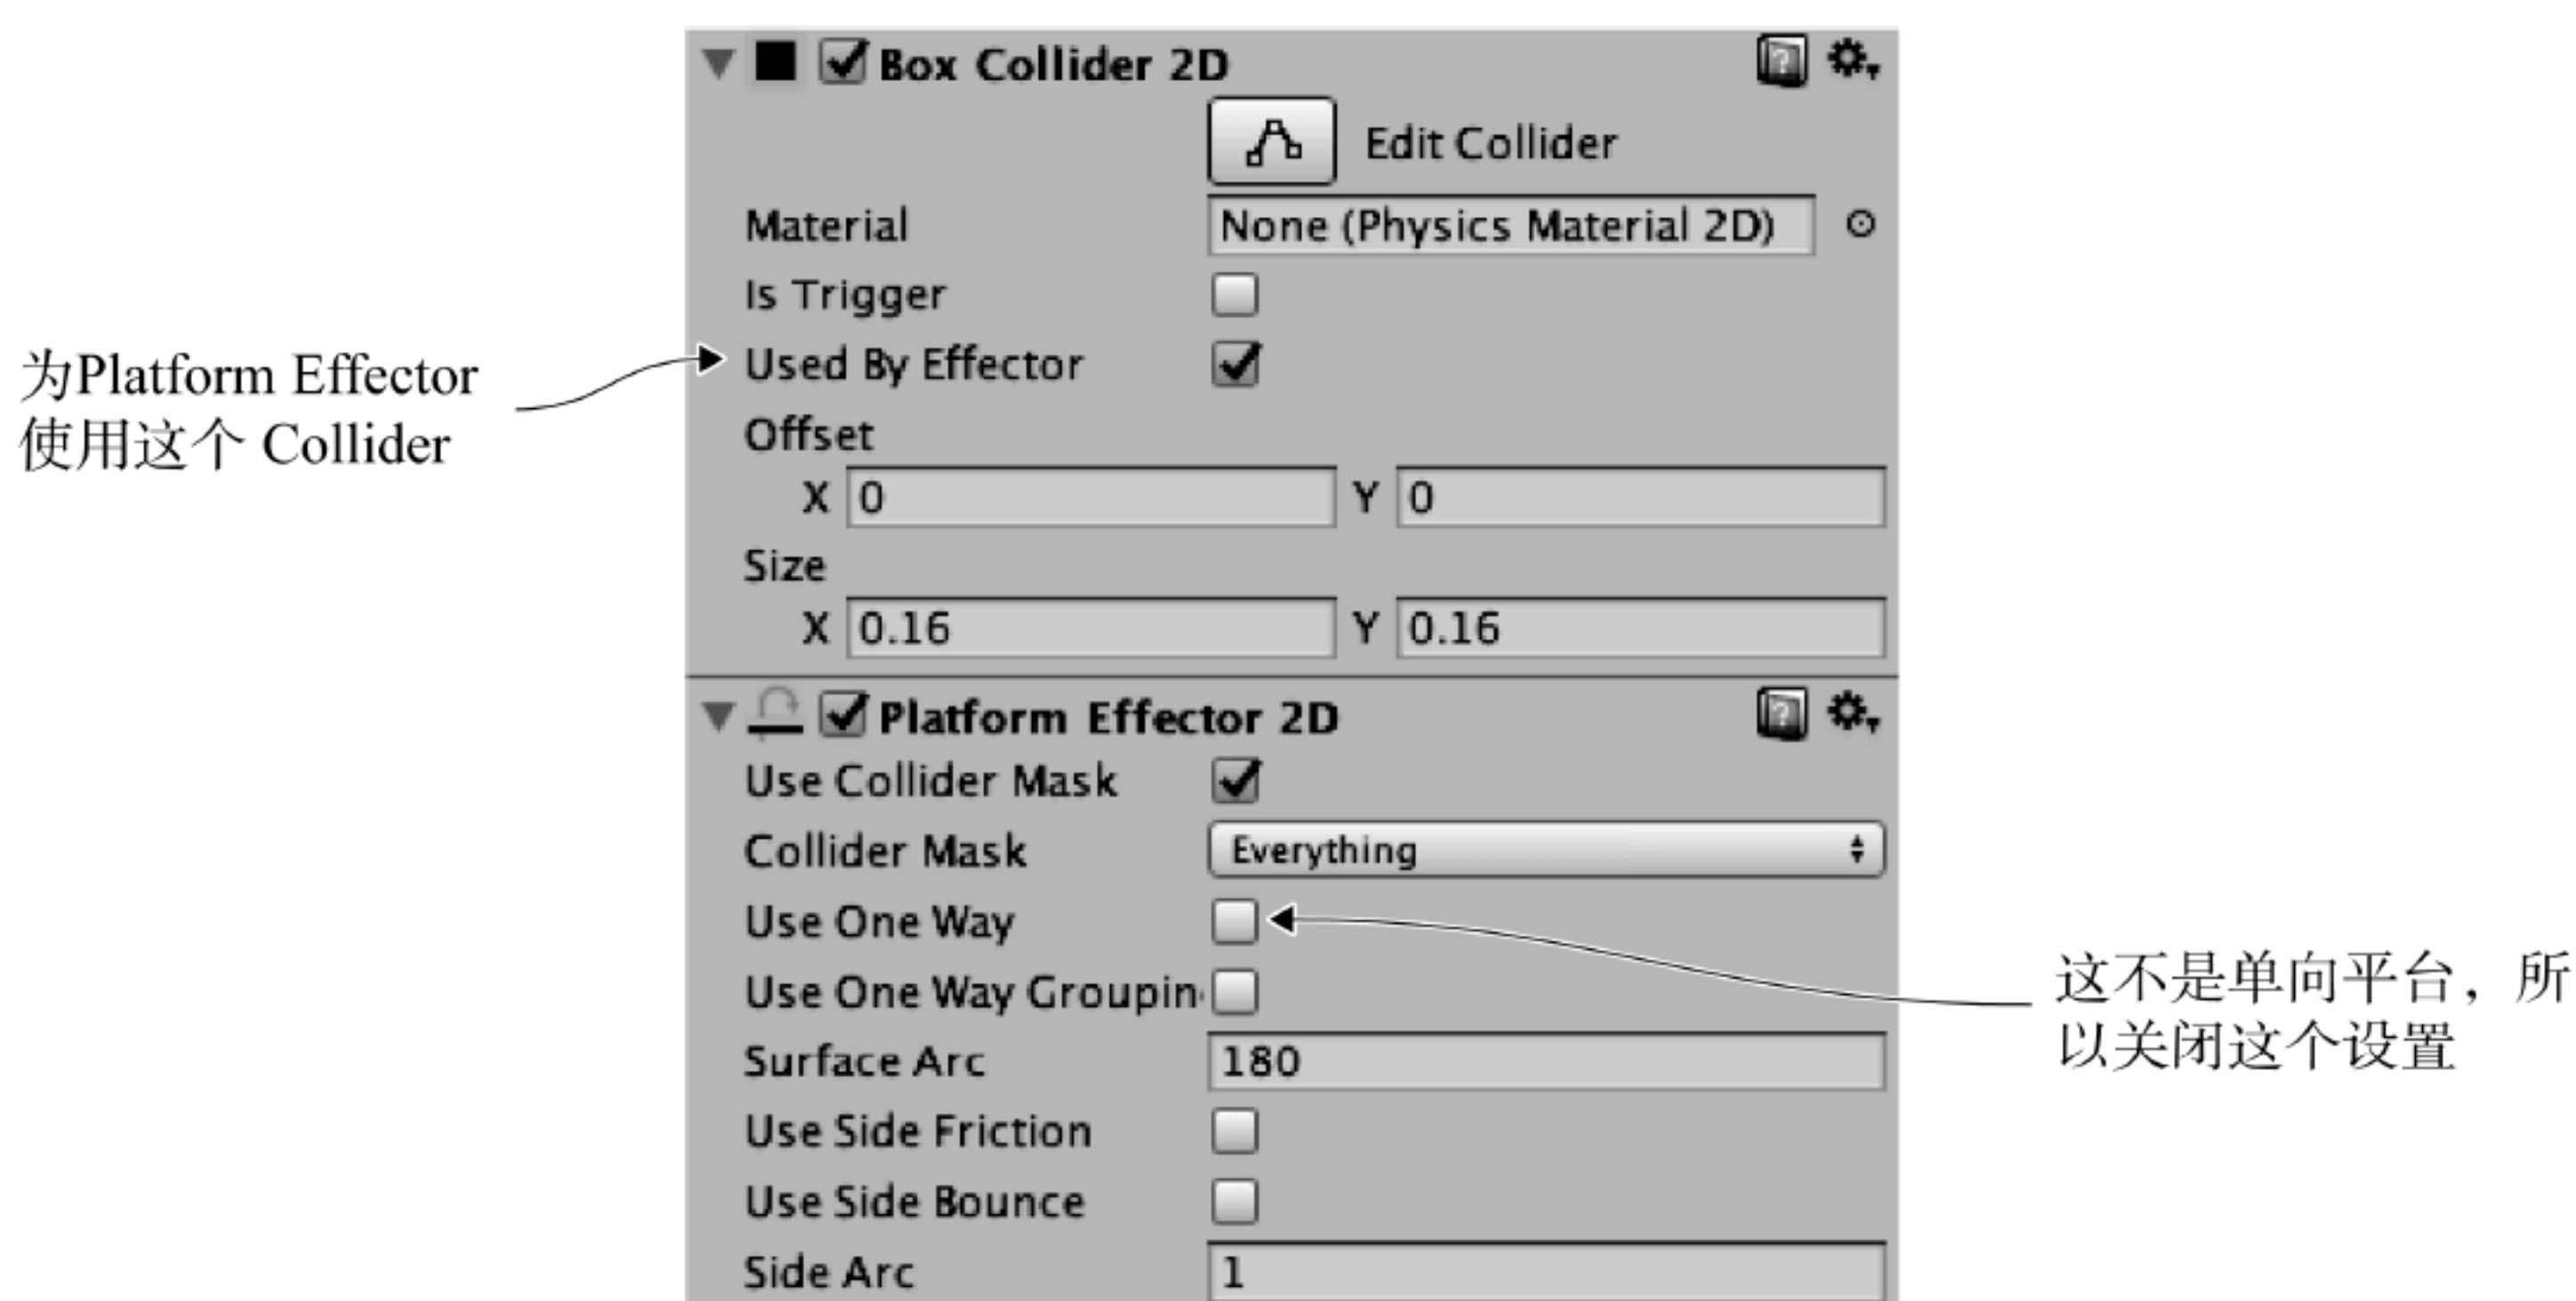 Box Collider 2D
Edit Collider
Material None (Physics Material 2D)
Is Trigger
为Platform Effector
使用这个 Collider
Used By Effector
Offset
X 0 Y 0
Size
X 0.16 Y 0.16
Platform Effector 2D
Use Collider Mask
Collider Mask Everything
Use One Way
这不是单向平台，所
以关闭这个设置
Use One Way Groupin
Surface Arc 180
Use Side Friction
Use Side Bounce
Side Arc 1